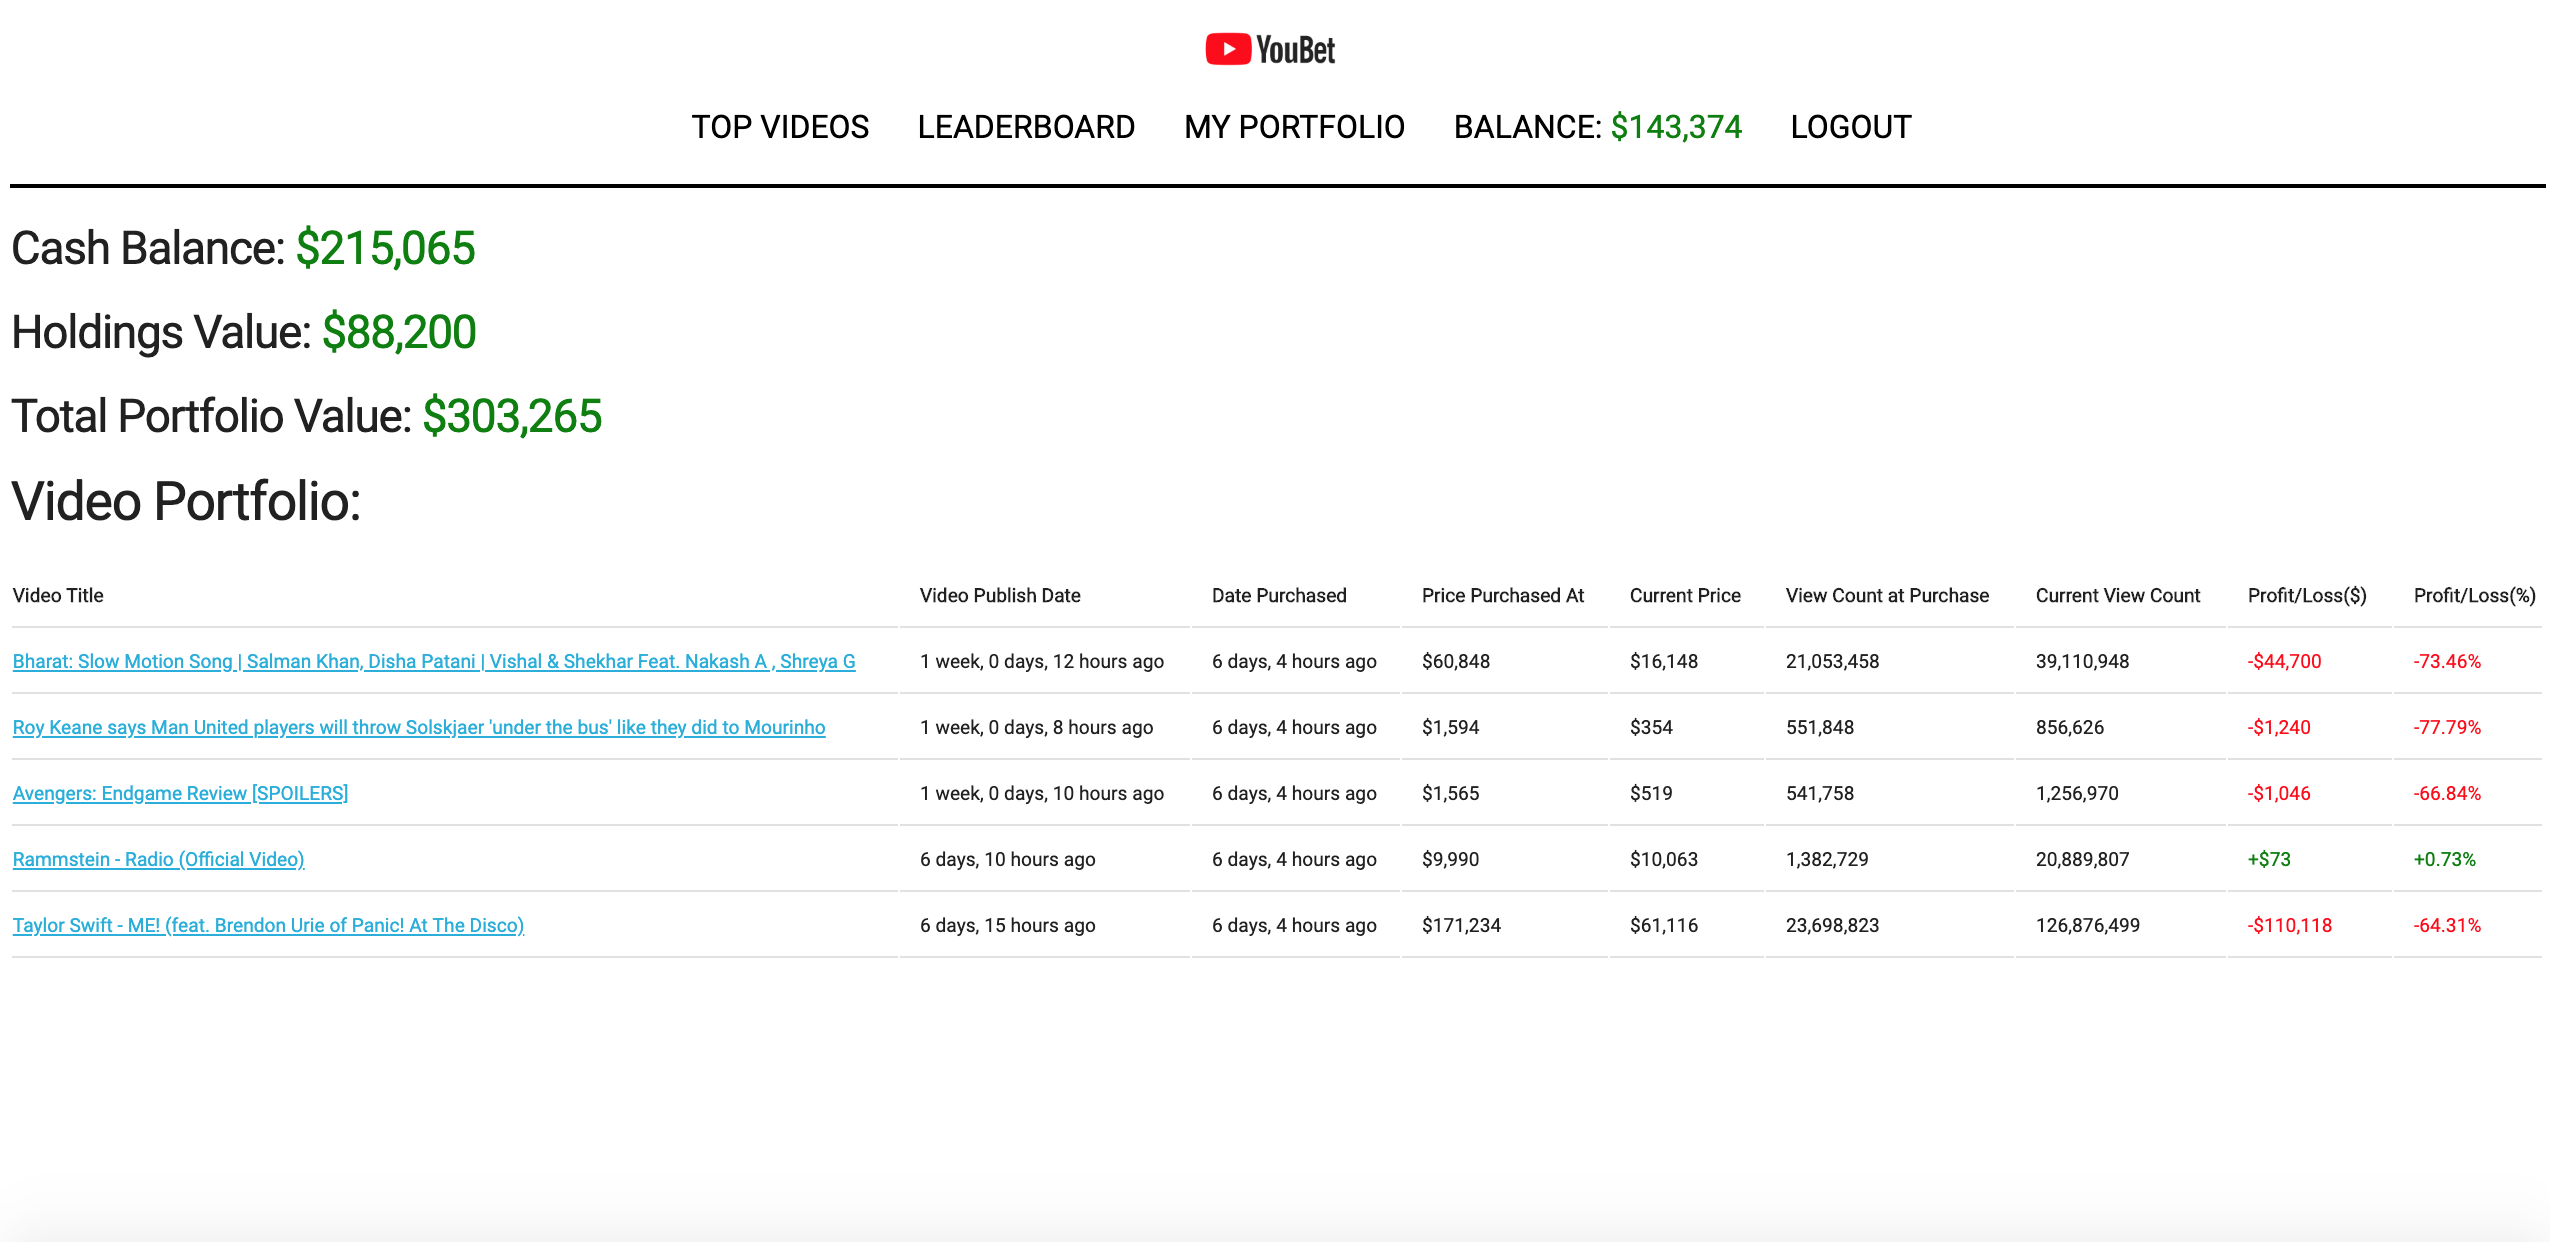 YouBet
TOP VIDEOS LEADERBOARD MY PORTFOLIO BALANCE: $143,374 LOGOUT
Cash Balance: $215,065
Holdings Value: $88,200
Total Portfolio Value: $303,265
Video Portfolio:
Video Title Video Publish Date Date Purchased Price Purchased At Current Price View Count at Purchase Current View Count Profit/Loss($) Profit/Loss(%)
Bharat: Slow Motion Song | Salman Khan, Disha Patani | Vishal & Shekhar Feat. Nakash A , Shreya G 1 week, 0 days, 12 hours ago 6 days, 4 hours ago $60,848 $16,148 21,053,458 39,110,948 -$44,700 -73.46%
Roy Keane says Man United players will throw Solskjaer 'under the bus' like they did to Mourinho 1 week, 0 days, 8 hours ago 6 days, 4 hours ago $1,594 $354 551,848 856,626 -$1,240 -77.79%
Avengers: Endgame Review [SPOILERS] 1 week, 0 days, 10 hours ago 6 days, 4 hours ago $1,565 $519 541,758 1,256,970 -$1,046 -66.84%
Rammstein - Radio (Official Video) 6 days, 10 hours ago 6 days, 4 hours ago $9,990 $10,063 1,382,729 20,889,807 +$73 +0.73%
Taylor Swift - ME! (feat. Brendon Urie of Panic! At The Disco) 6 days, 15 hours ago 6 days, 4 hours ago $171,234 $61,116 23,698,823 126,876,499 -$110,118 -64.31%